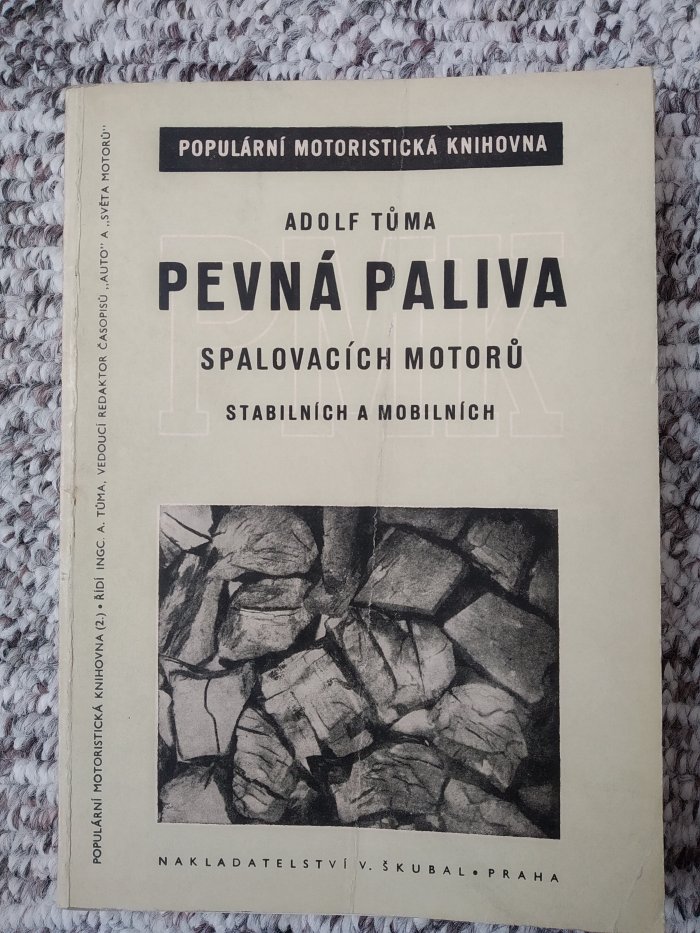 POPULÁRNÍ MOTORISTICKÁ KNIHOVNA
ADOLF TŮMA
PEVNÁ PALIVA
SPALOVACÍCH MOTORŮ
STABILNÍCH A MOBILNÍCH
PMK
NAKLADATELSTVÍ V. ŠKUBAL • PRAHA
POPULÁRNÍ MOTORISTICKÁ KNIHOVNA (2.) • ŘÍDÍ INGC. A. TŮMA, VEDOUCÍ REDAKTOR ČASOPISŮ „AUTO" A „SVĚTA MOTORŮ"